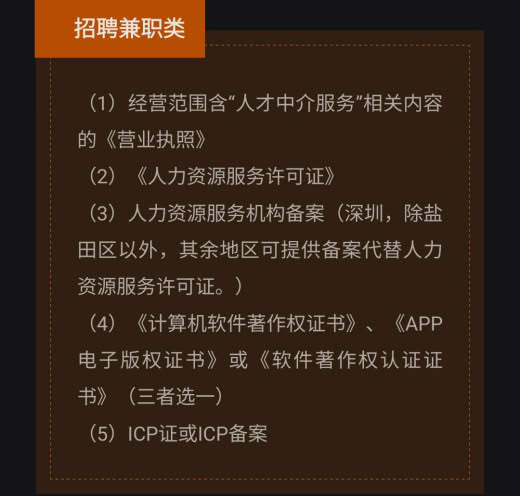 招聘兼职类
（1）经营范围含“人才中介服务”相关内容
的《营业执照》
（2）《人力资源服务许可证》
（3）人力资源服务机构备案（深圳，除盐
田区以外，其余地区可提供备案代替人力
资源服务许可证。）
（4）《计算机软件著作权证书》、《APP
电子版权证书》或《软件著作权认证证
书》（三者选一）
（5）ICP证或ICP备案